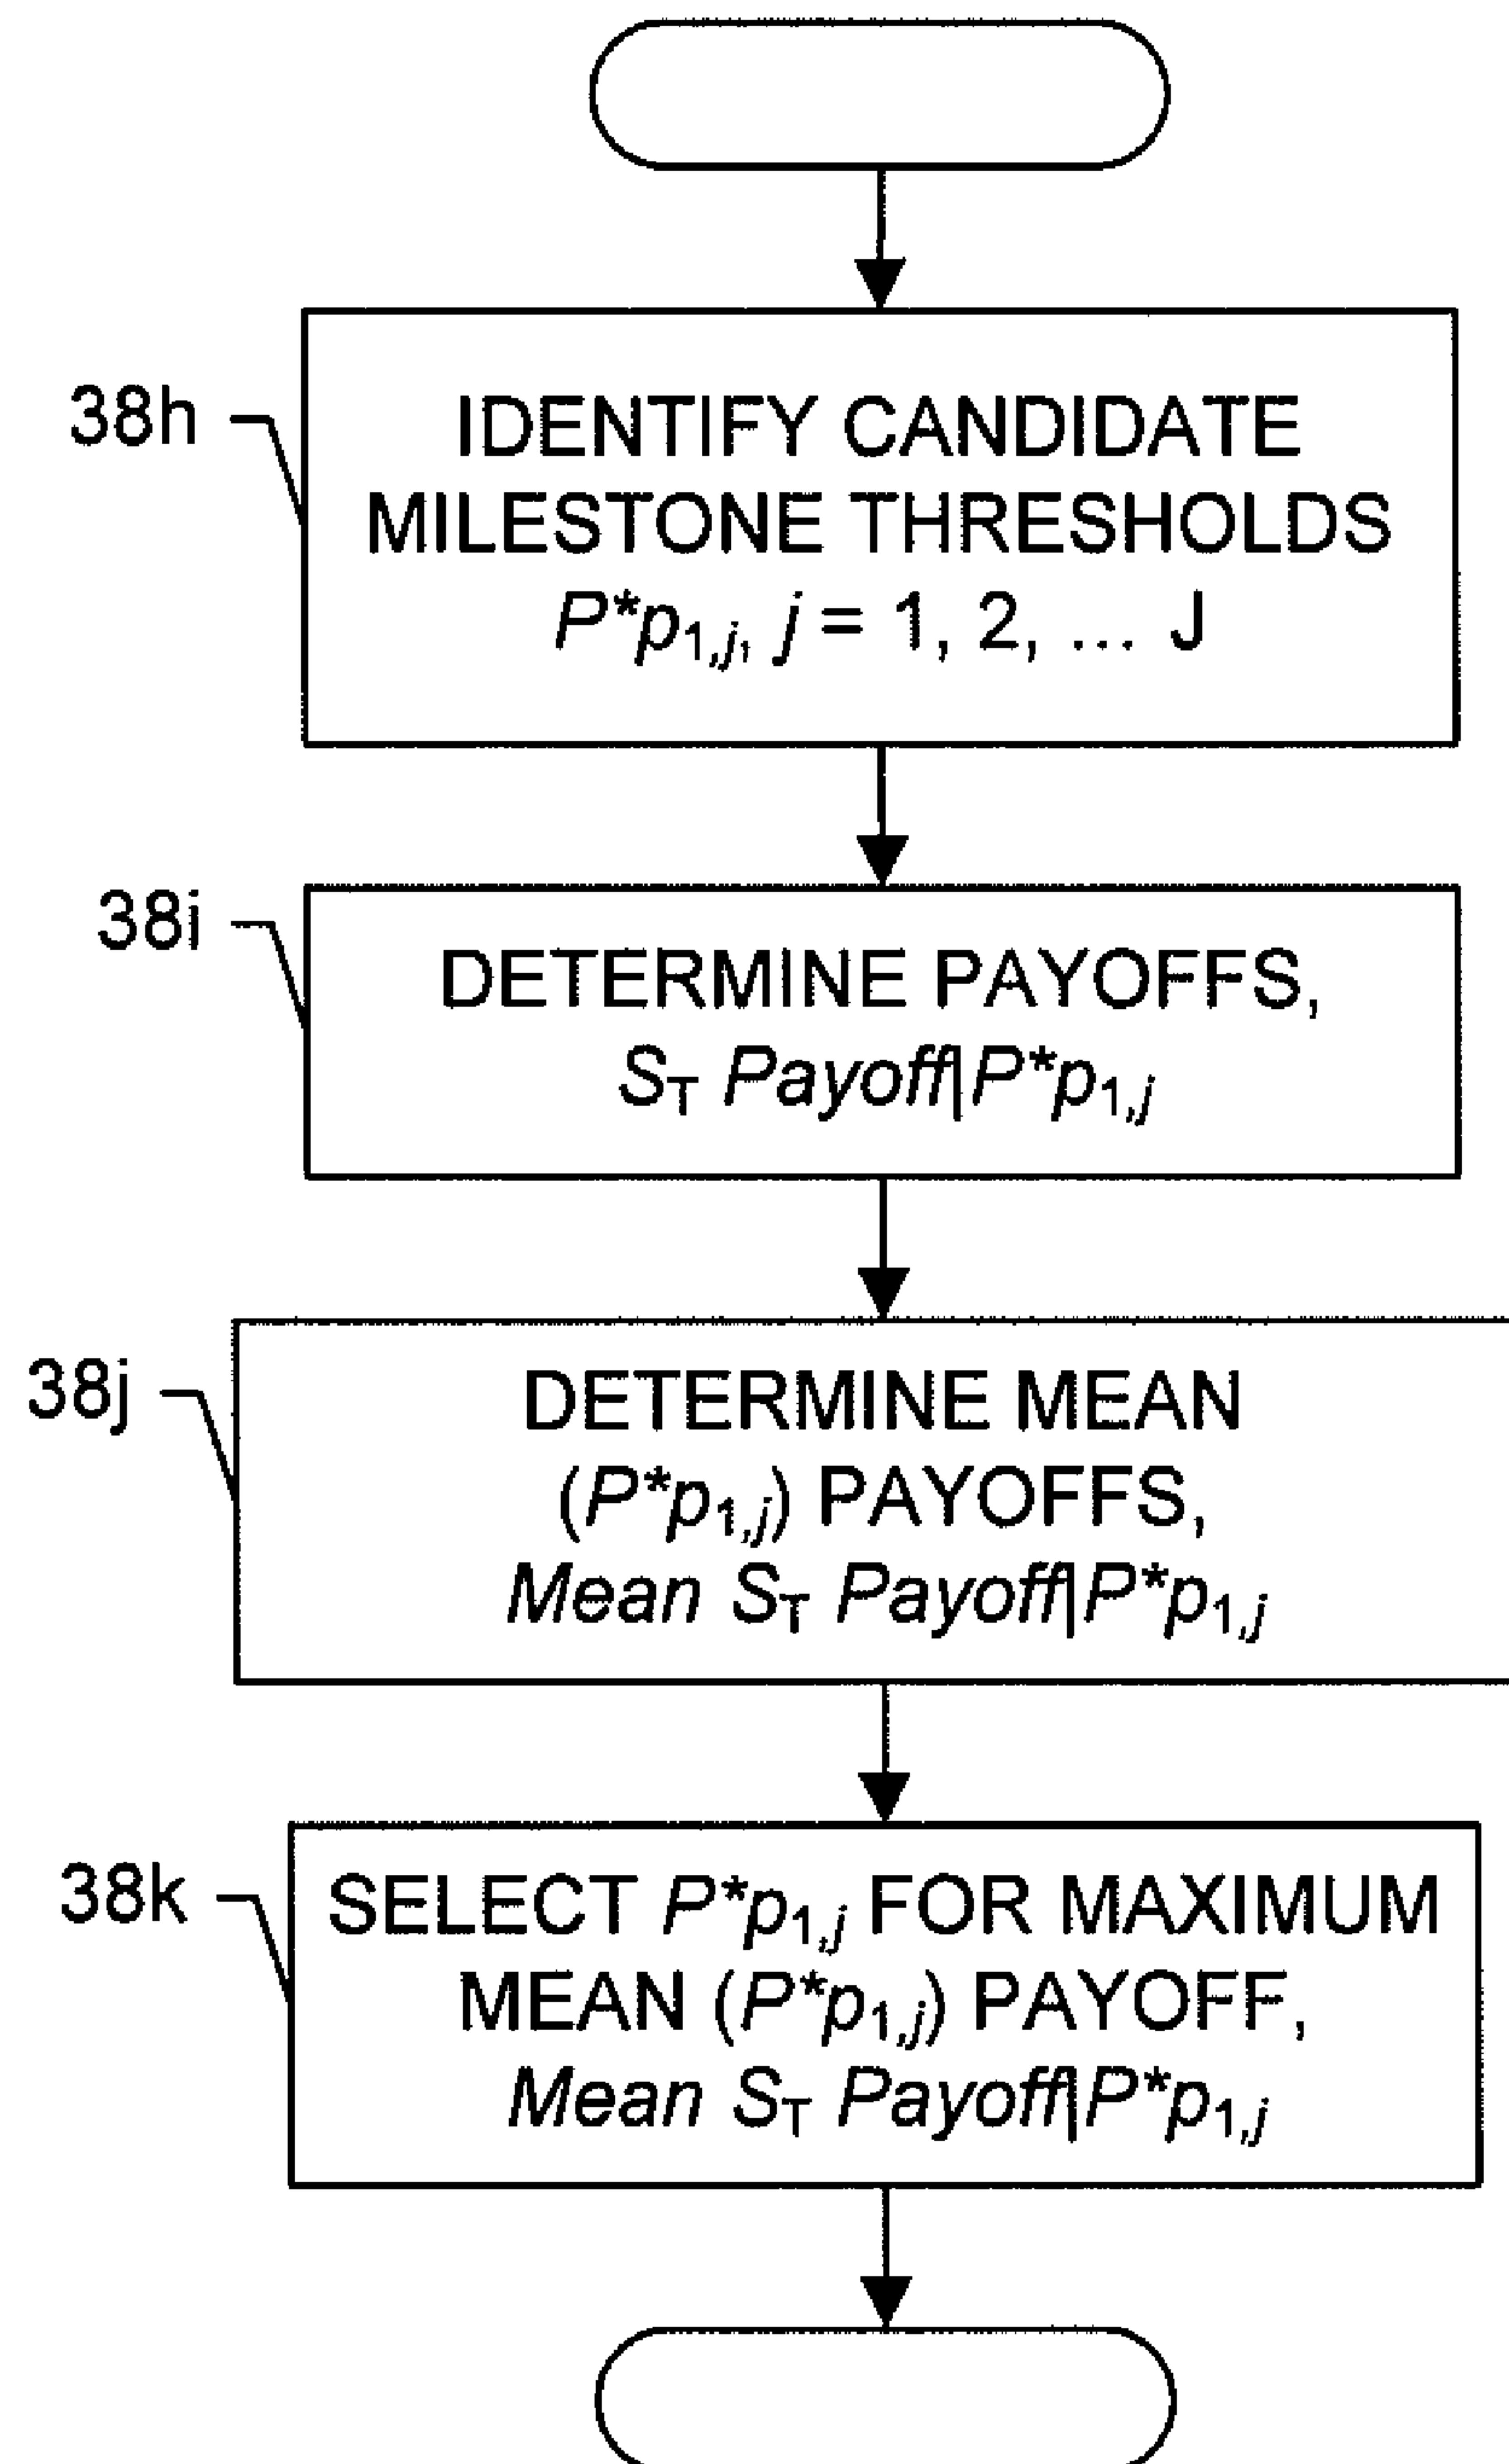 38h
IDENTIFY CANDIDATE
MILESTONE THRESHOLDS
P*p1,j, j = 1, 2, ... J
38i
DETERMINE PAYOFFS,
ST Payoff|P*p1,j
38j
DETERMINE MEAN
(P*p1,j) PAYOFFS,
Mean ST Payoff|P*p1,j
38k
SELECT P*p1,j FOR MAXIMUM
MEAN (P*p1,j) PAYOFF,
Mean ST Payoff|P*p1,j